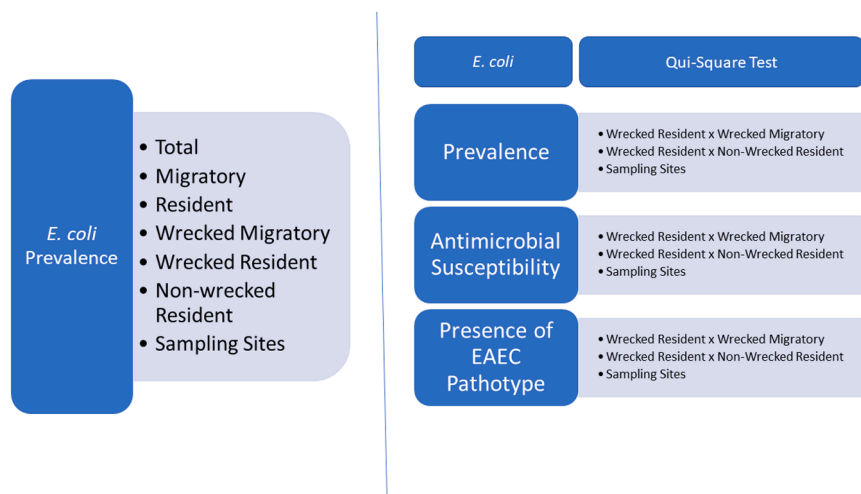 E. coli
Prevalence
• Total
• Migratory
• Resident
• Wrecked Migratory
• Wrecked Resident
• Non-wrecked
Resident
• Sampling Sites
E. coli
Qui-Square Test
Prevalence
• Wrecked Resident x Wrecked Migratory
• Wrecked Resident x Non-Wrecked Resident
• Sampling Sites
Antimicrobial
Susceptibility
• Wrecked Resident x Wrecked Migratory
• Wrecked Resident x Non-Wrecked Resident
• Sampling Sites
Presence of
EAEC
Pathotype
• Wrecked Resident x Wrecked Migratory
• Wrecked Resident x Non-Wrecked Resident
• Sampling Sites